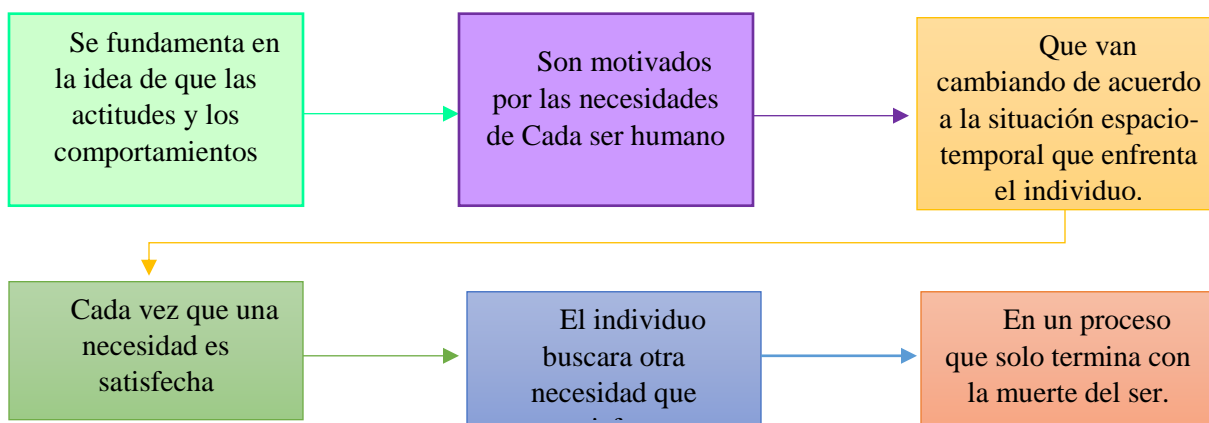 Se fundamenta en
la idea de que las
actitudes y los
comportamientos
Son motivados
por las necesidades
de Cada ser humano
Que van
cambiando de acuerdo
a la situación espacio-
temporal que enfrenta
el individuo.
Cada vez que una
necesidad es
satisfecha
El individuo
buscara otra
necesidad que
En un proceso
que solo termina con
la muerte del ser.